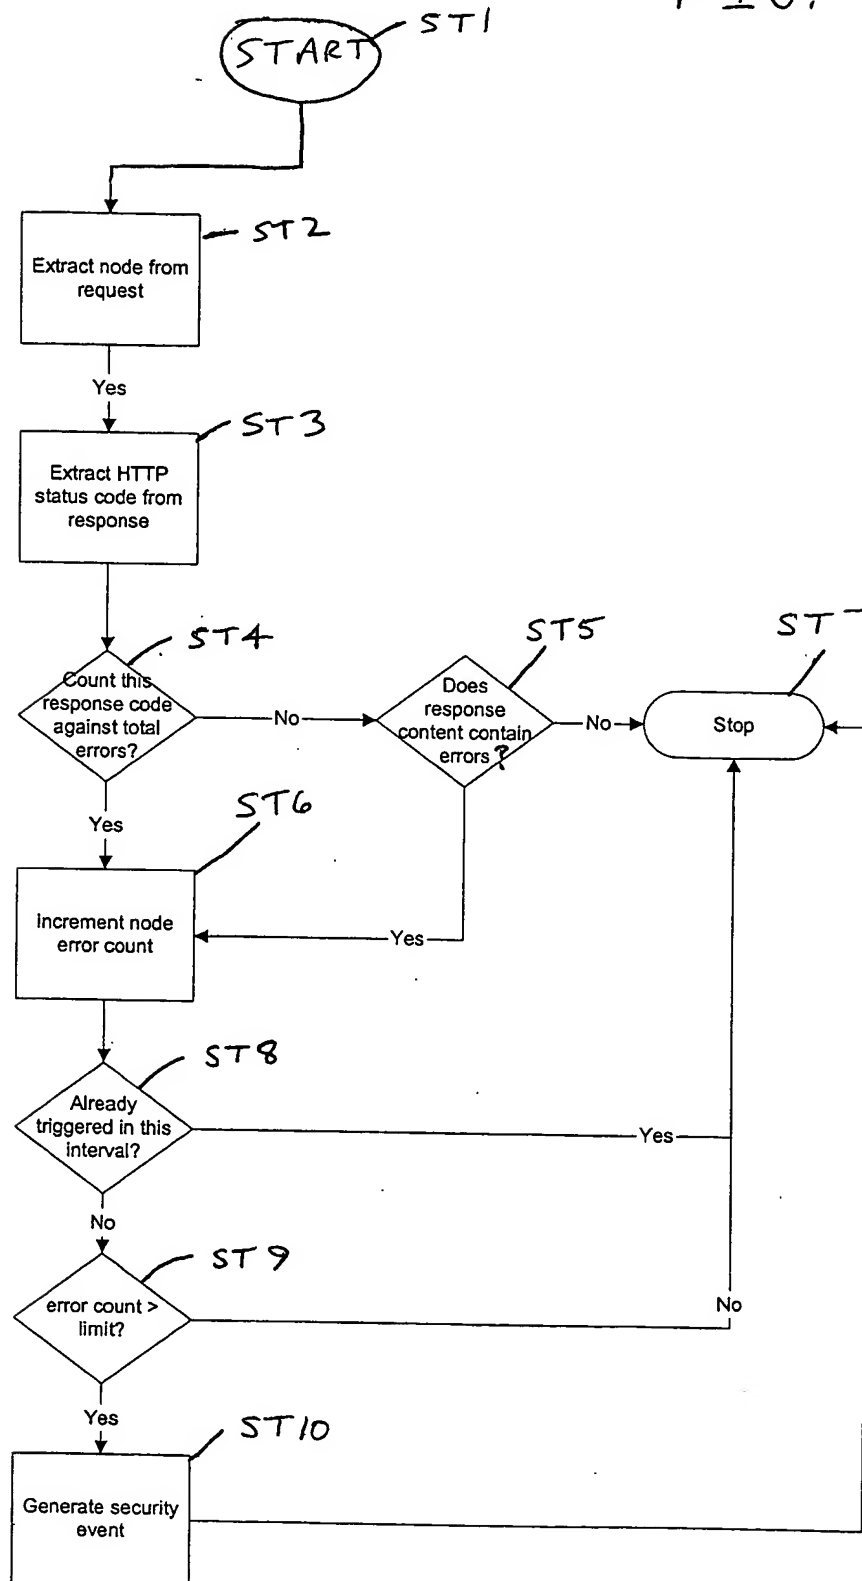 START
ST1
ST2
Extract node from
request
Yes
ST3
Extract HTTP
status code from
response
ST4
Count this
response code
against total
errors?
No
ST5
Does
response
content contain
errors?
No
Stop
Yes
ST6
Increment node
error count
Yes
ST8
Already
triggered in this
interval?
Yes
No
ST9
error count >
limit?
No
Yes
ST10
Generate security
event